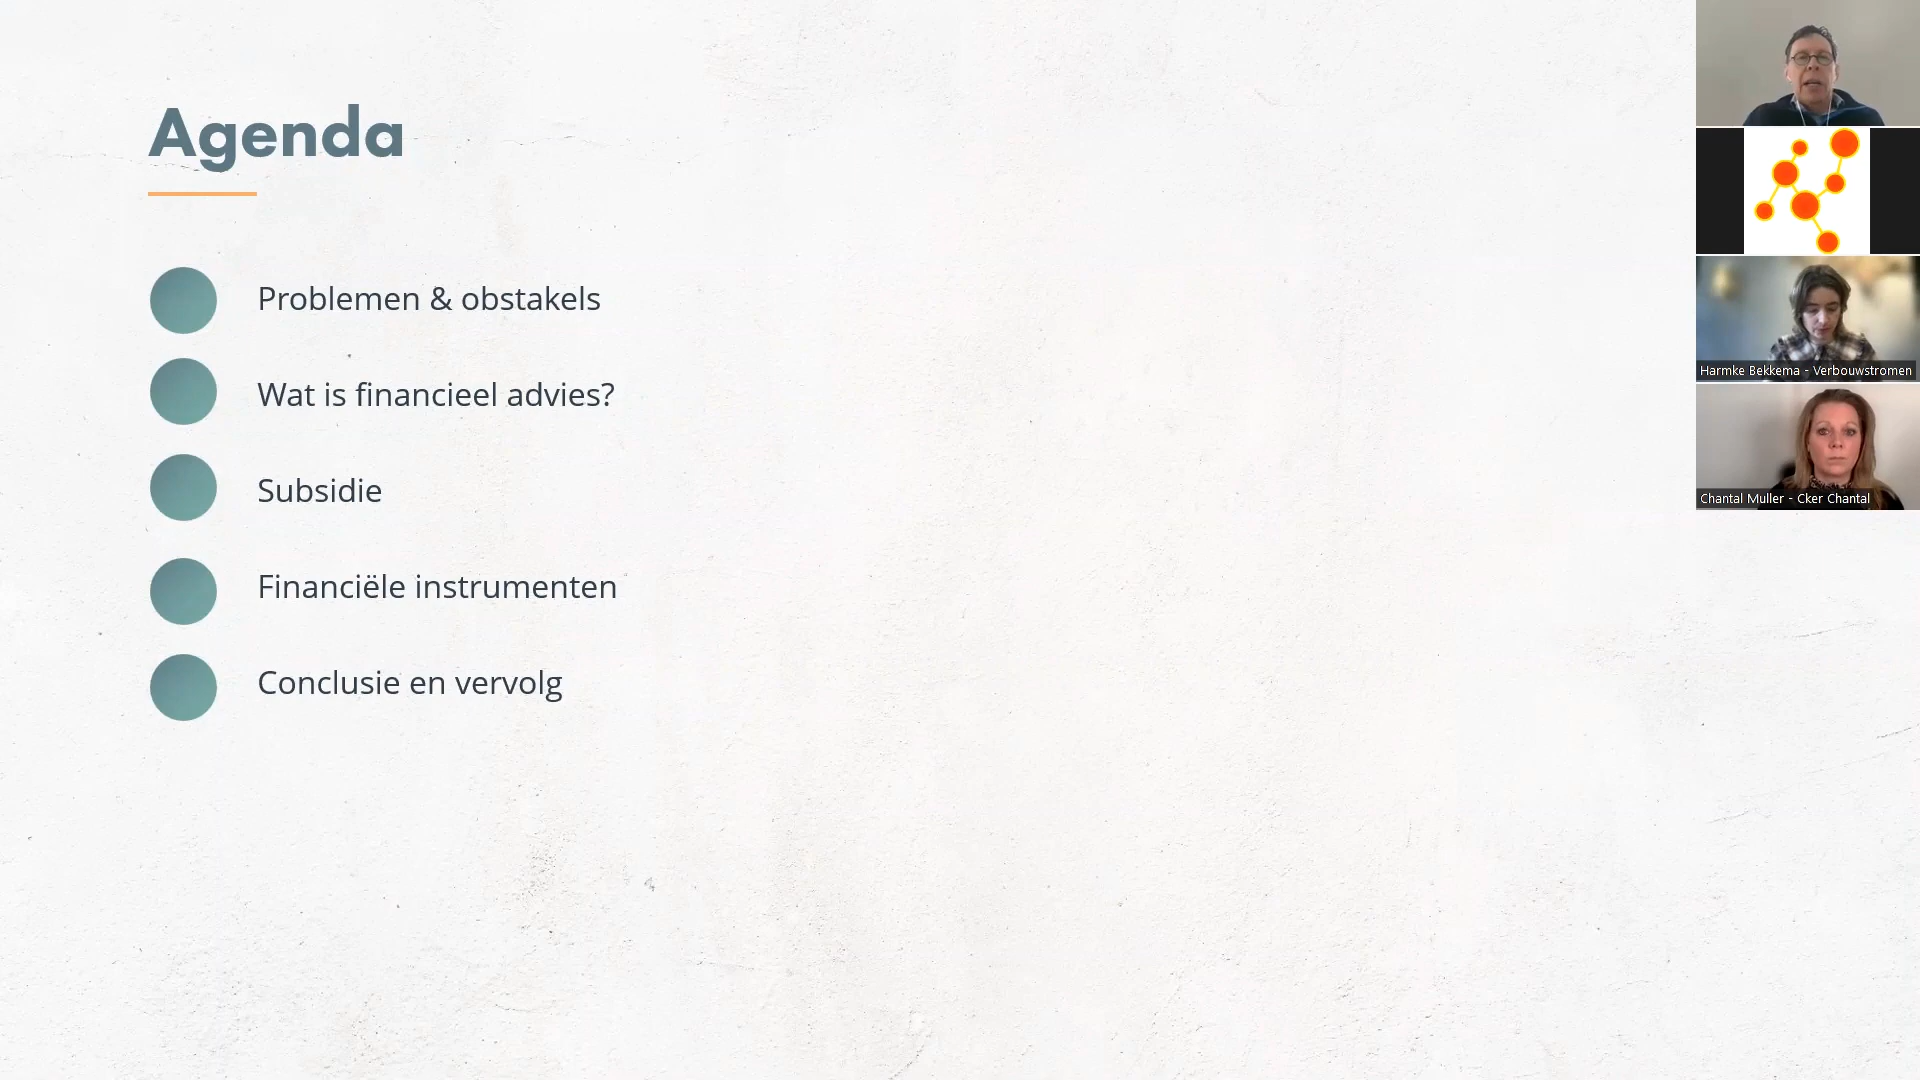 Agenda
Problemen & obstakels
Wat is financieel advies?
Subsidie
Financiële instrumenten
Conclusie en vervolg
Harmke Bekkema - Verbouwstromen
Chantal Muller - Cker Chantal